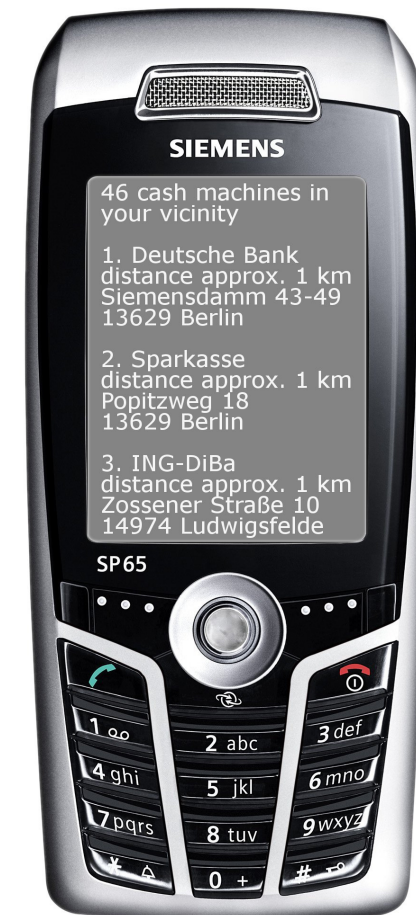 SIEMENS
46 cash machines in
your vicinity
1. Deutsche Bank
distance approx. 1 km
Siemensdamm 43-49
13629 Berlin
2. Sparkasse
distance approx. 1 km
Popitzweg 18
13629 Berlin
3. ING-DiBa
distance approx. 1 km
Zossener Straße 10
14974 Ludwigsfelde
SP65
1 2 abc 3 def
4 ghi 5 jkl 6 mno
7 pqrs 8 tuv 9 wxyz
* 0 + #